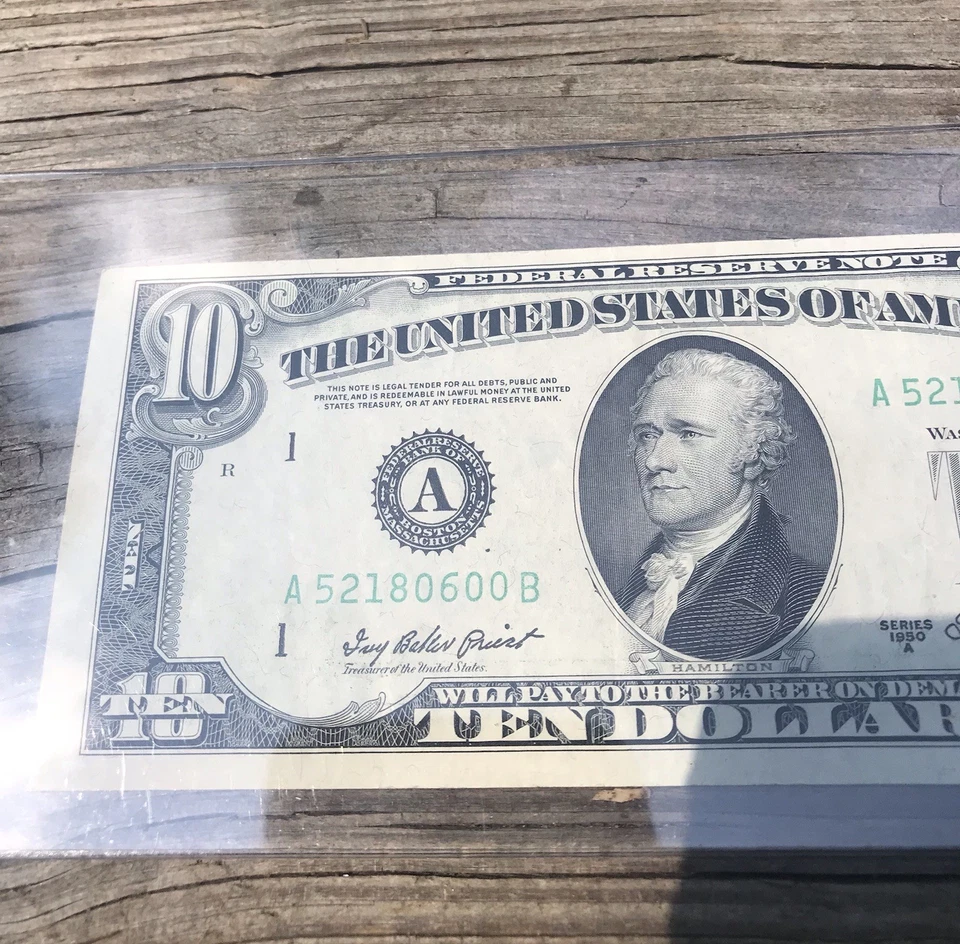 FEDERAL RESERVE NOTE
THE UNITED STATES OF AM
10
THIS NOTE IS LEGAL TENDER FOR ALL DEBTS, PUBLIC AND
PRIVATE, AND IS REDEEMABLE IN LAWFUL MONEY AT THE UNITED
STATES TREASURY, OR AT ANY FEDERAL RESERVE BANK.
A 521
WAS
1
R
FEDERAL RESERVE
BANK OF
A
BOSTON
MASSACHUSETTS
A 52180600 B
1
Ivy Baker Priest
Treasurer of the United States.
SERIES
1950
A
HAMILTON
10
TEN
WILL PAY TO THE BEARER ON DEM
TEN DOLLAR